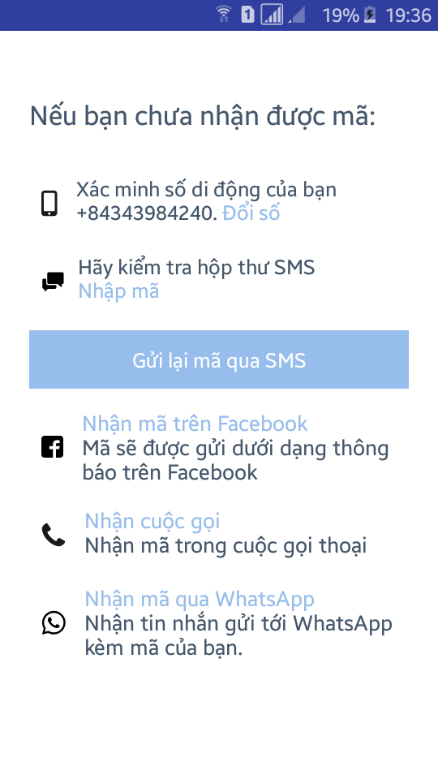 1 19% 19:36
Nếu bạn chưa nhận được mã:
Xác minh số di động của bạn
+84343984240. Đổi số
Hãy kiểm tra hộp thư SMS
Nhập mã
Gửi lại mã qua SMS
Nhận mã trên Facebook
Mã sẽ được gửi dưới dạng thông
báo trên Facebook
Nhận cuộc gọi
Nhận mã trong cuộc gọi thoại
Nhận mã qua WhatsApp
Nhận tin nhắn gửi tới WhatsApp
kèm mã của bạn.